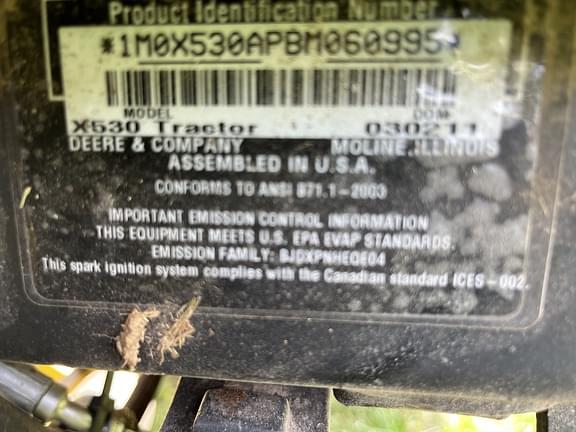 Product Identification Number
*1M0X530APBM060995*
MODEL DOM
X530 Tractor 030211
DEERE & COMPANY MOLINE, ILLINOIS
ASSEMBLED IN U.S.A.
CONFORMS TO ANSI B71.1-2003
IMPORTANT EMISSION CONTROL INFORMATION
THIS EQUIPMENT MEETS U.S. EPA EVAP STANDARDS.
EMISSION FAMILY: BJDXPNHEOE04
This spark ignition system complies with the Canadian standard ICES-002.